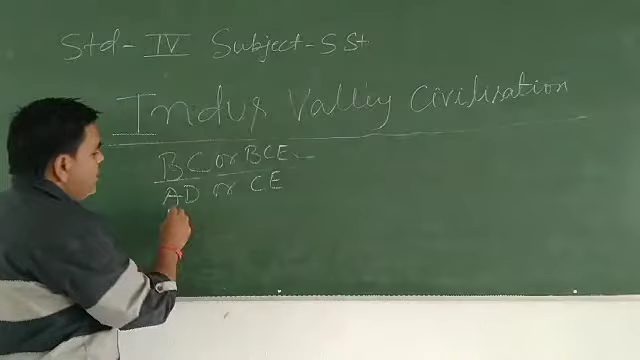 Std- IV Subject- S St
Indus Valley Civilisation
BC or BCE -
AD or CE